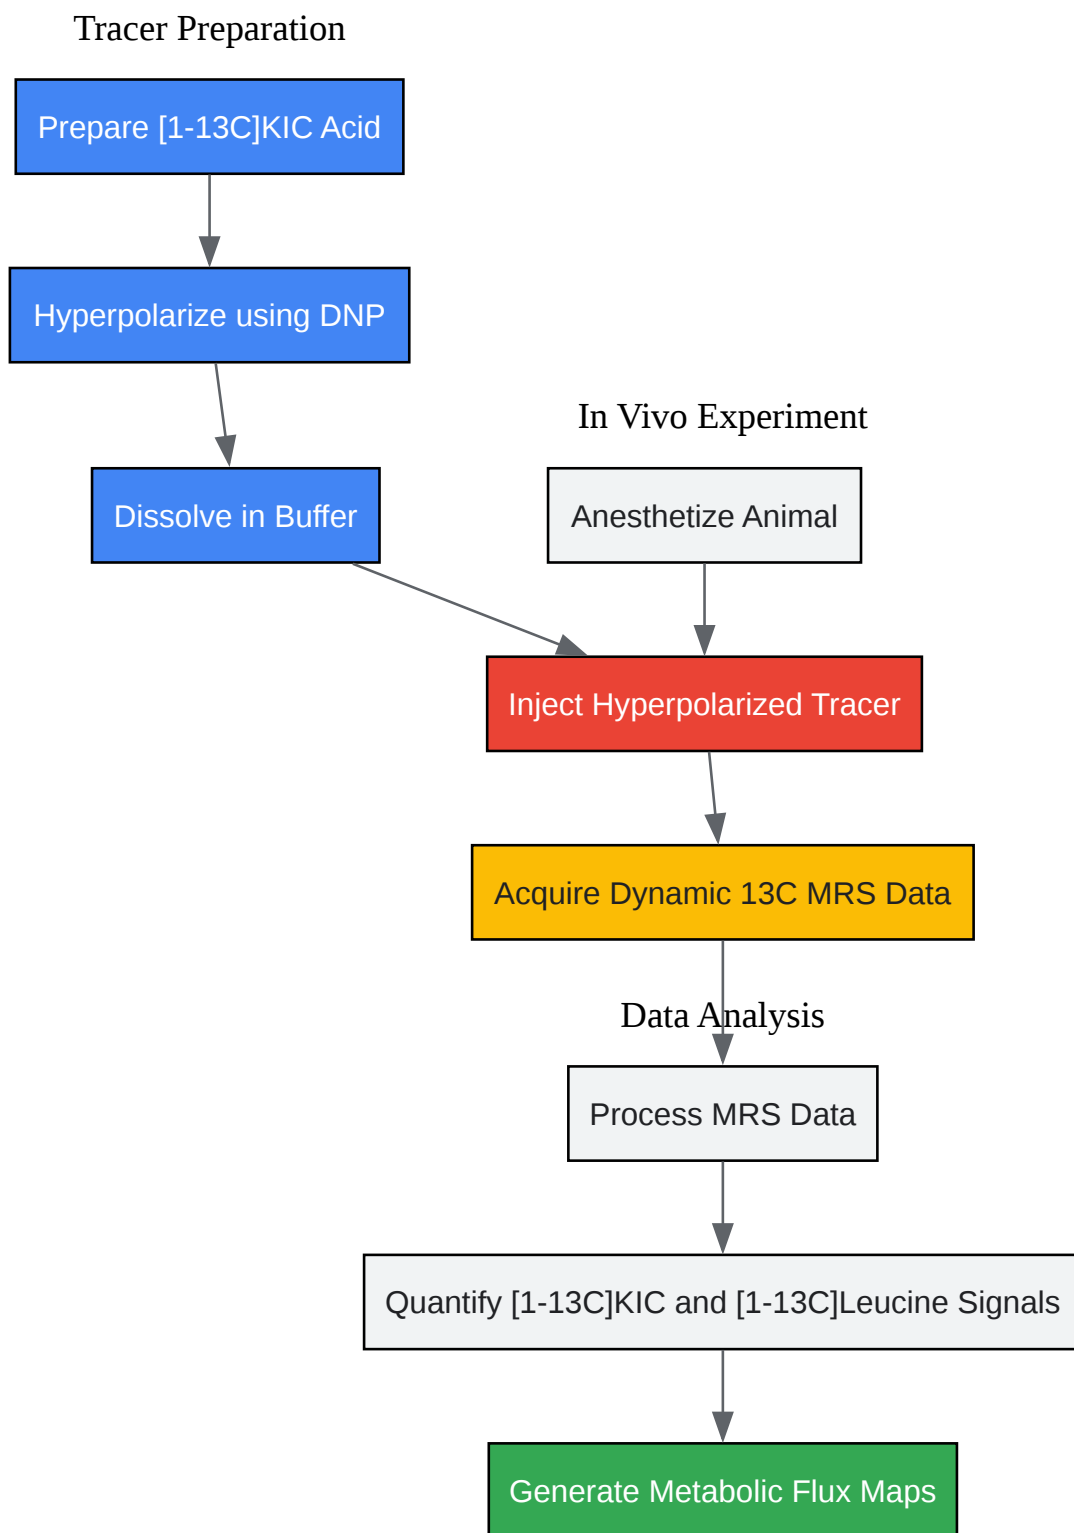 Tracer Preparation
Prepare [1-13C]KIC Acid
Hyperpolarize using DNP
In Vivo Experiment
Dissolve in Buffer
Anesthetize Animal
Inject Hyperpolarized Tracer
Acquire Dynamic 13C MRS Data
Data Analysis
Process MRS Data
Quantify [1-13C]KIC and [1-13C]Leucine Signals
Generate Metabolic Flux Maps